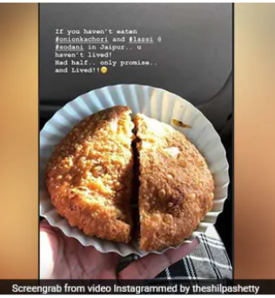 If you haven't eaten
#onionkachori and #lassi @
#sodani in Jaipur.. u
haven't lived!
Had half.. only promise..
and Lived!!
Screengrab from video Instagrammed by theshilpashetty